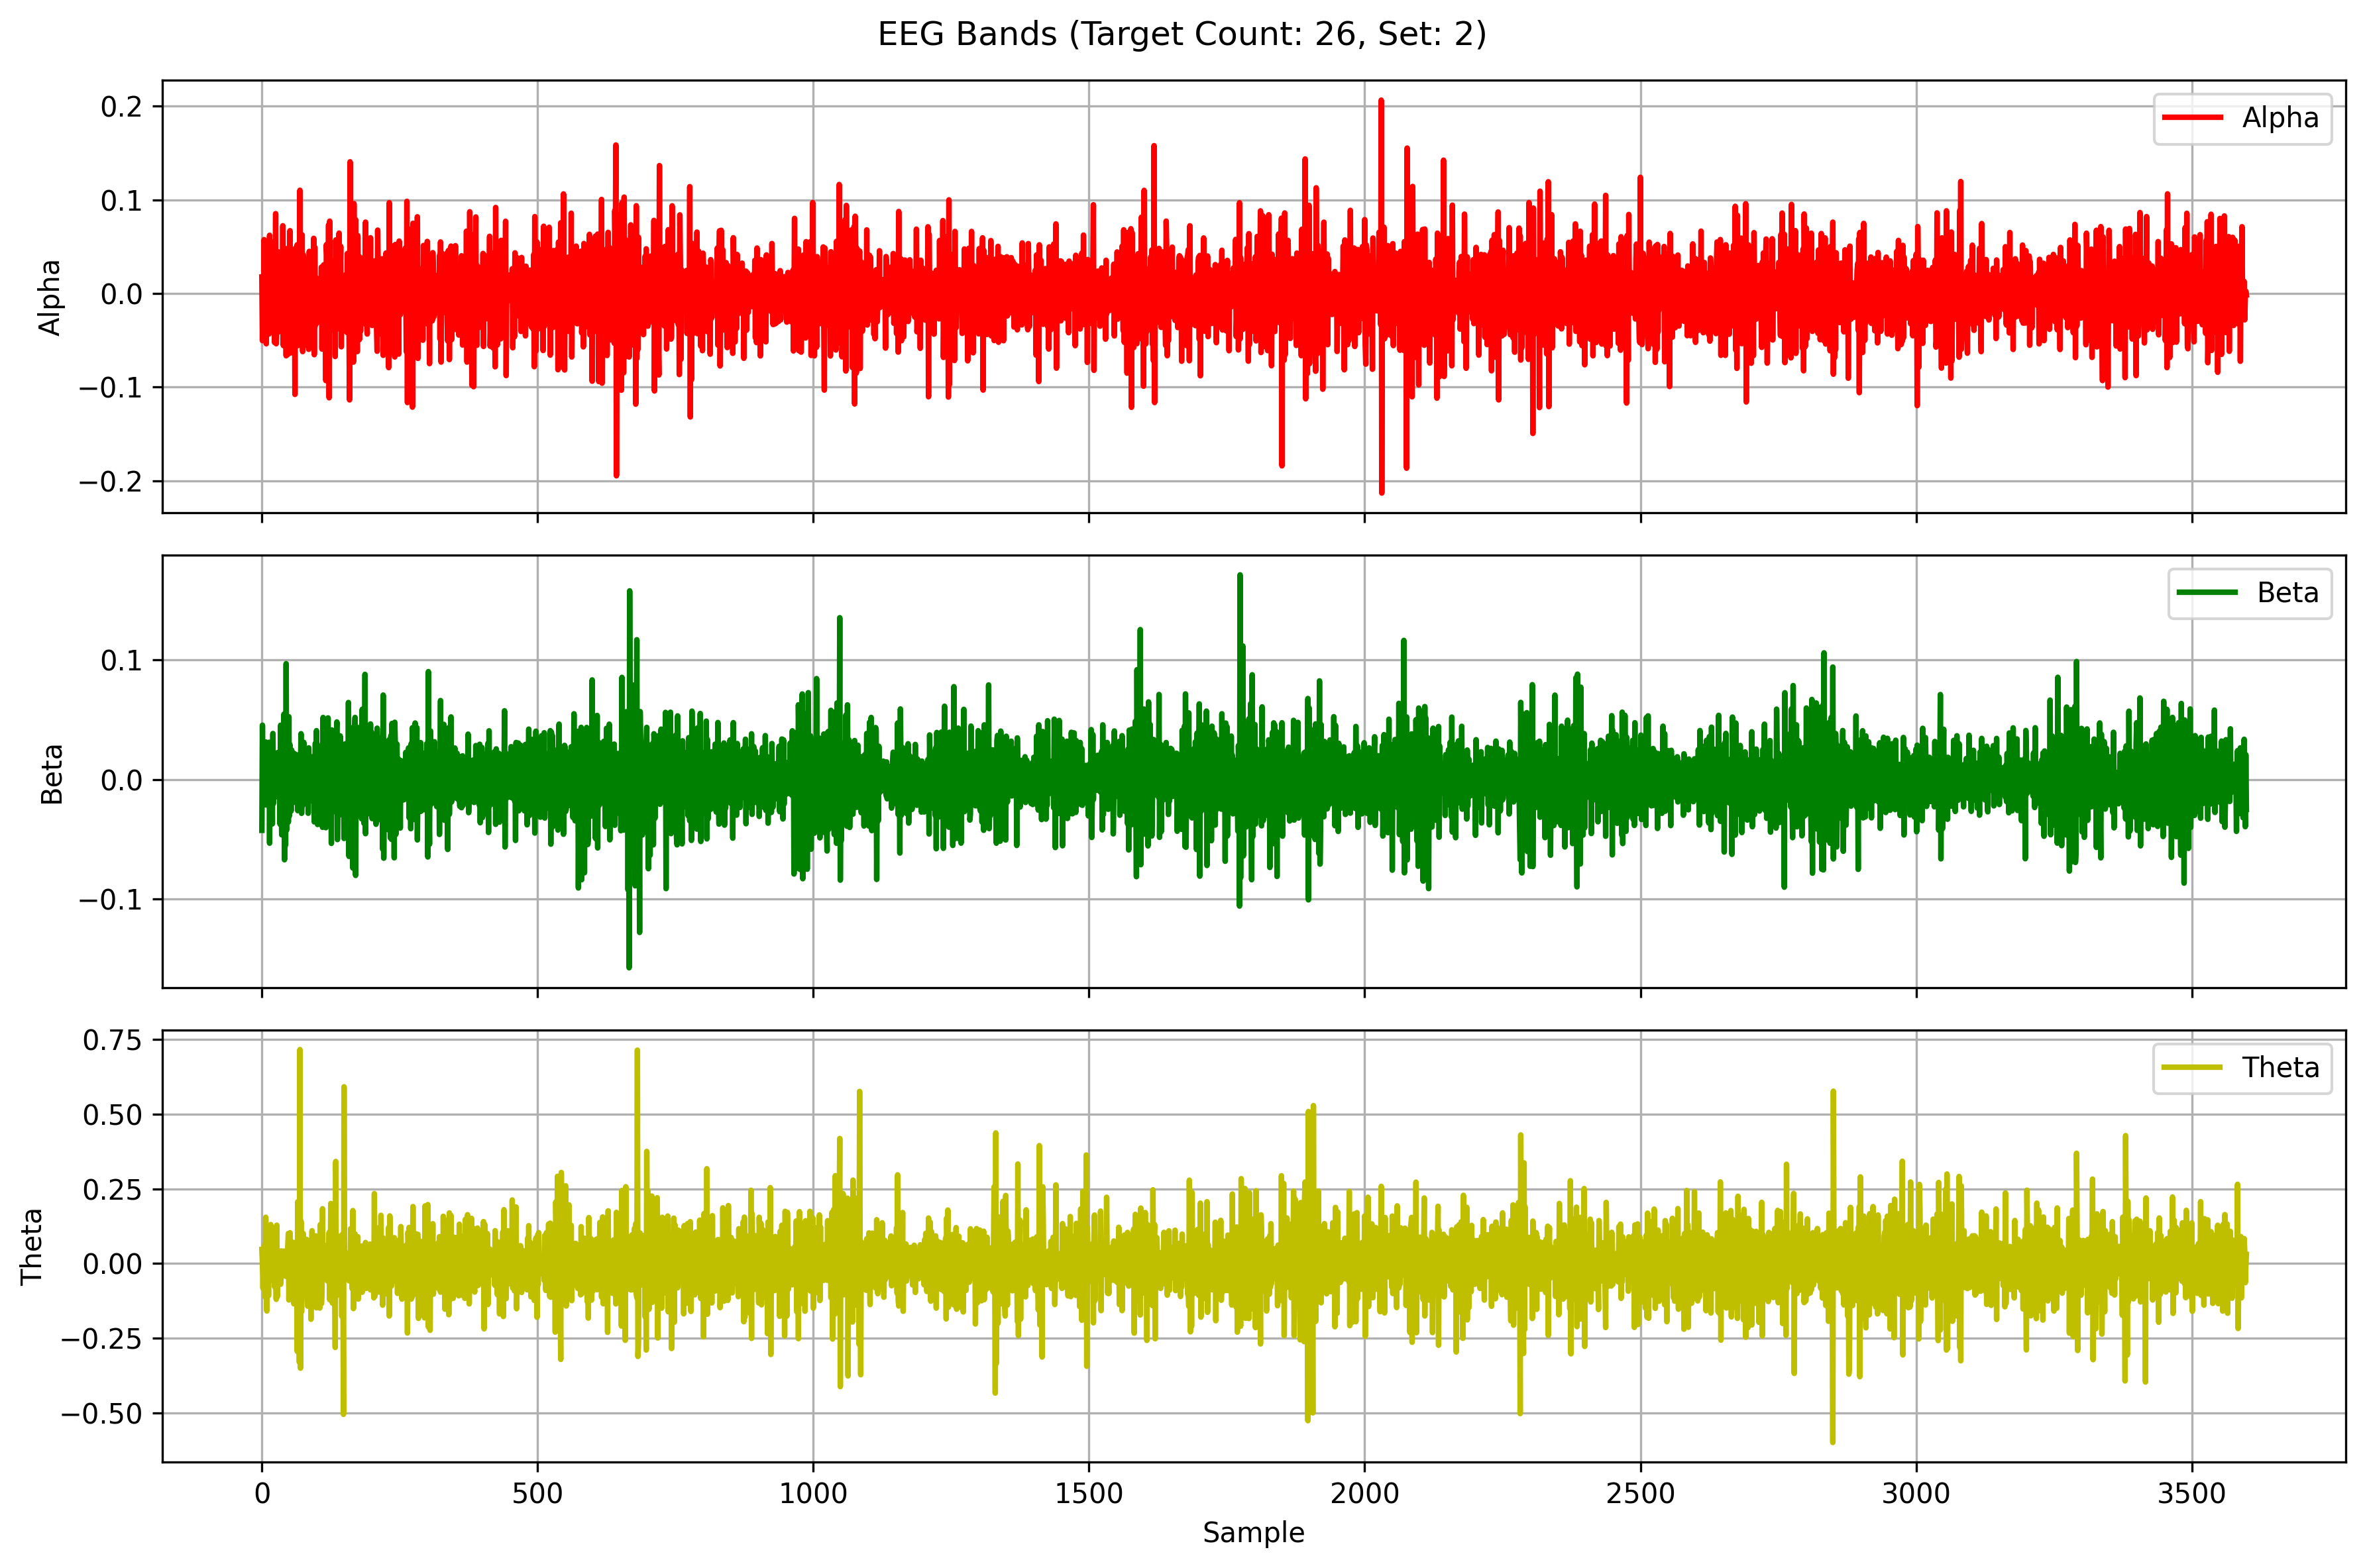 EEG Bands (Target Count: 26, Set: 2)
0.2
0.1
0.0
−0.1
−0.2
Alpha
Alpha
0.1
0.0
−0.1
Beta
Beta
0.75
0.50
0.25
0.00
−0.25
−0.50
Theta
Theta
0 500 1000 1500 2000 2500 3000 3500
Sample